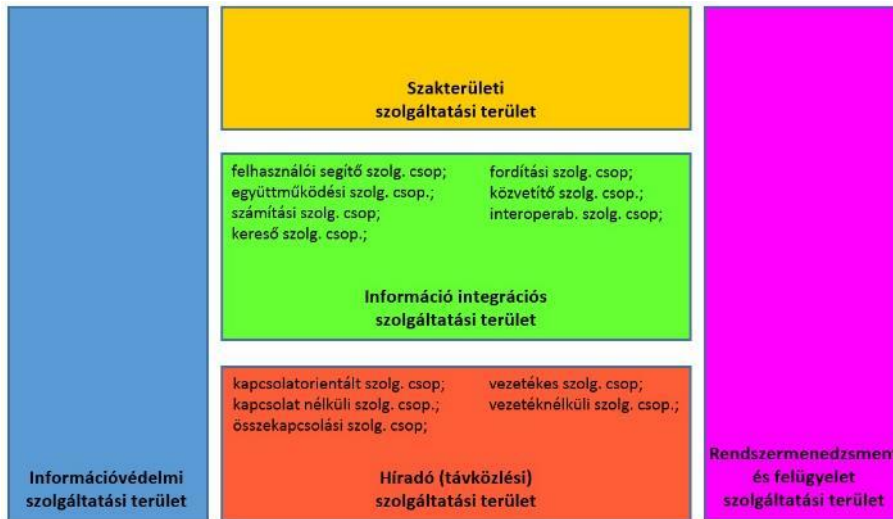 Szakterületi
szolgáltatási terület
felhasználói segítő szolg. csop;
együttműködési szolg. csop.;
számítási szolg. csop;
kereső szolg. csop.;
fordítási szolg. csop;
közvetítő szolg. csop.;
interoperab. szolg. csop;
Információ integrációs
szolgáltatási terület
kapcsolatorientált szolg. csop;
kapcsolat nélküli szolg. csop.;
összekapcsolási szolg. csop;
vezetékes szolg. csop;
vezetéknélküli szolg. csop.;
Híradó (távközlési)
szolgáltatási terület
Információvédelmi
szolgáltatási terület
Rendszermenedzsmen
és felügyelet
szolgáltatási terület